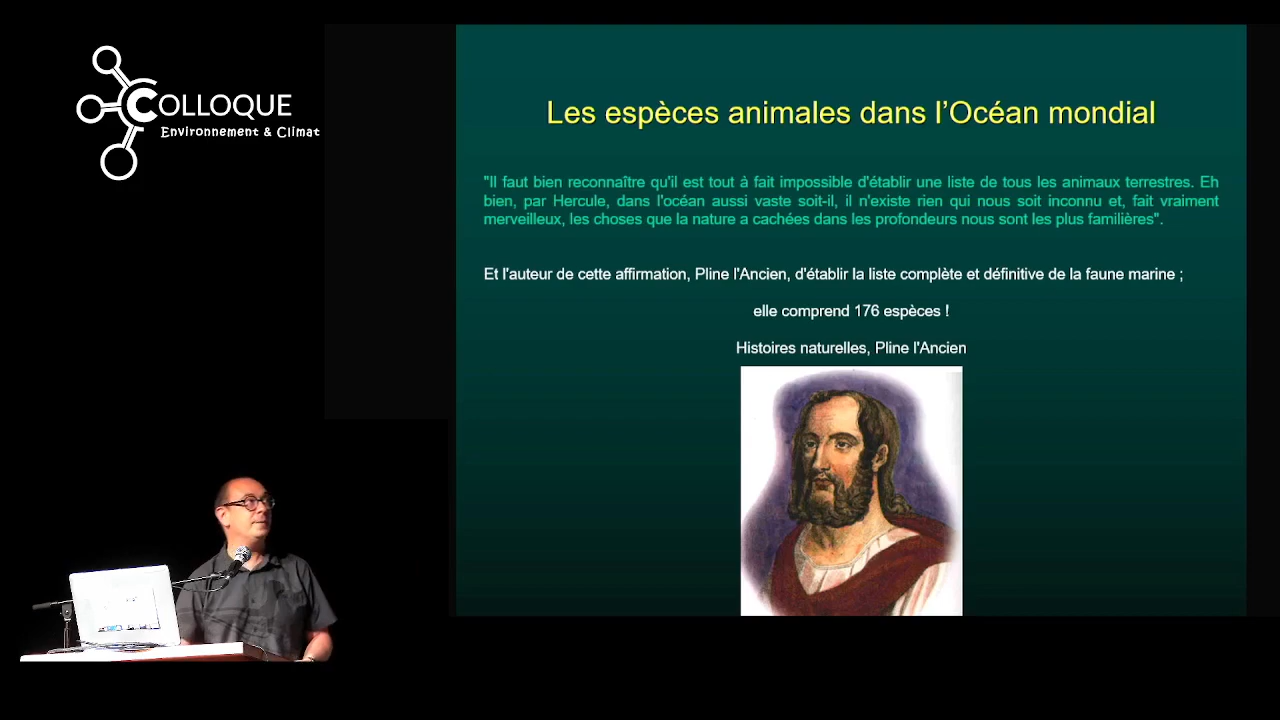 COLLOQUE
Environnement & Climat
Les espèces animales dans l'Océan mondial
"Il faut bien reconnaître qu'il est tout à fait impossible d'établir une liste de tous les animaux terrestres. Eh
bien, par Hercule, dans l'océan aussi vaste soit-il, il n'existe rien qui nous soit inconnu et, fait vraiment
merveilleux, les choses que la nature a cachées dans les profondeurs nous sont les plus familières".
Et l'auteur de cette affirmation, Pline l'Ancien, d'établir la liste complète et définitive de la faune marine ;
elle comprend 176 espèces !
Histoires naturelles, Pline l'Ancien